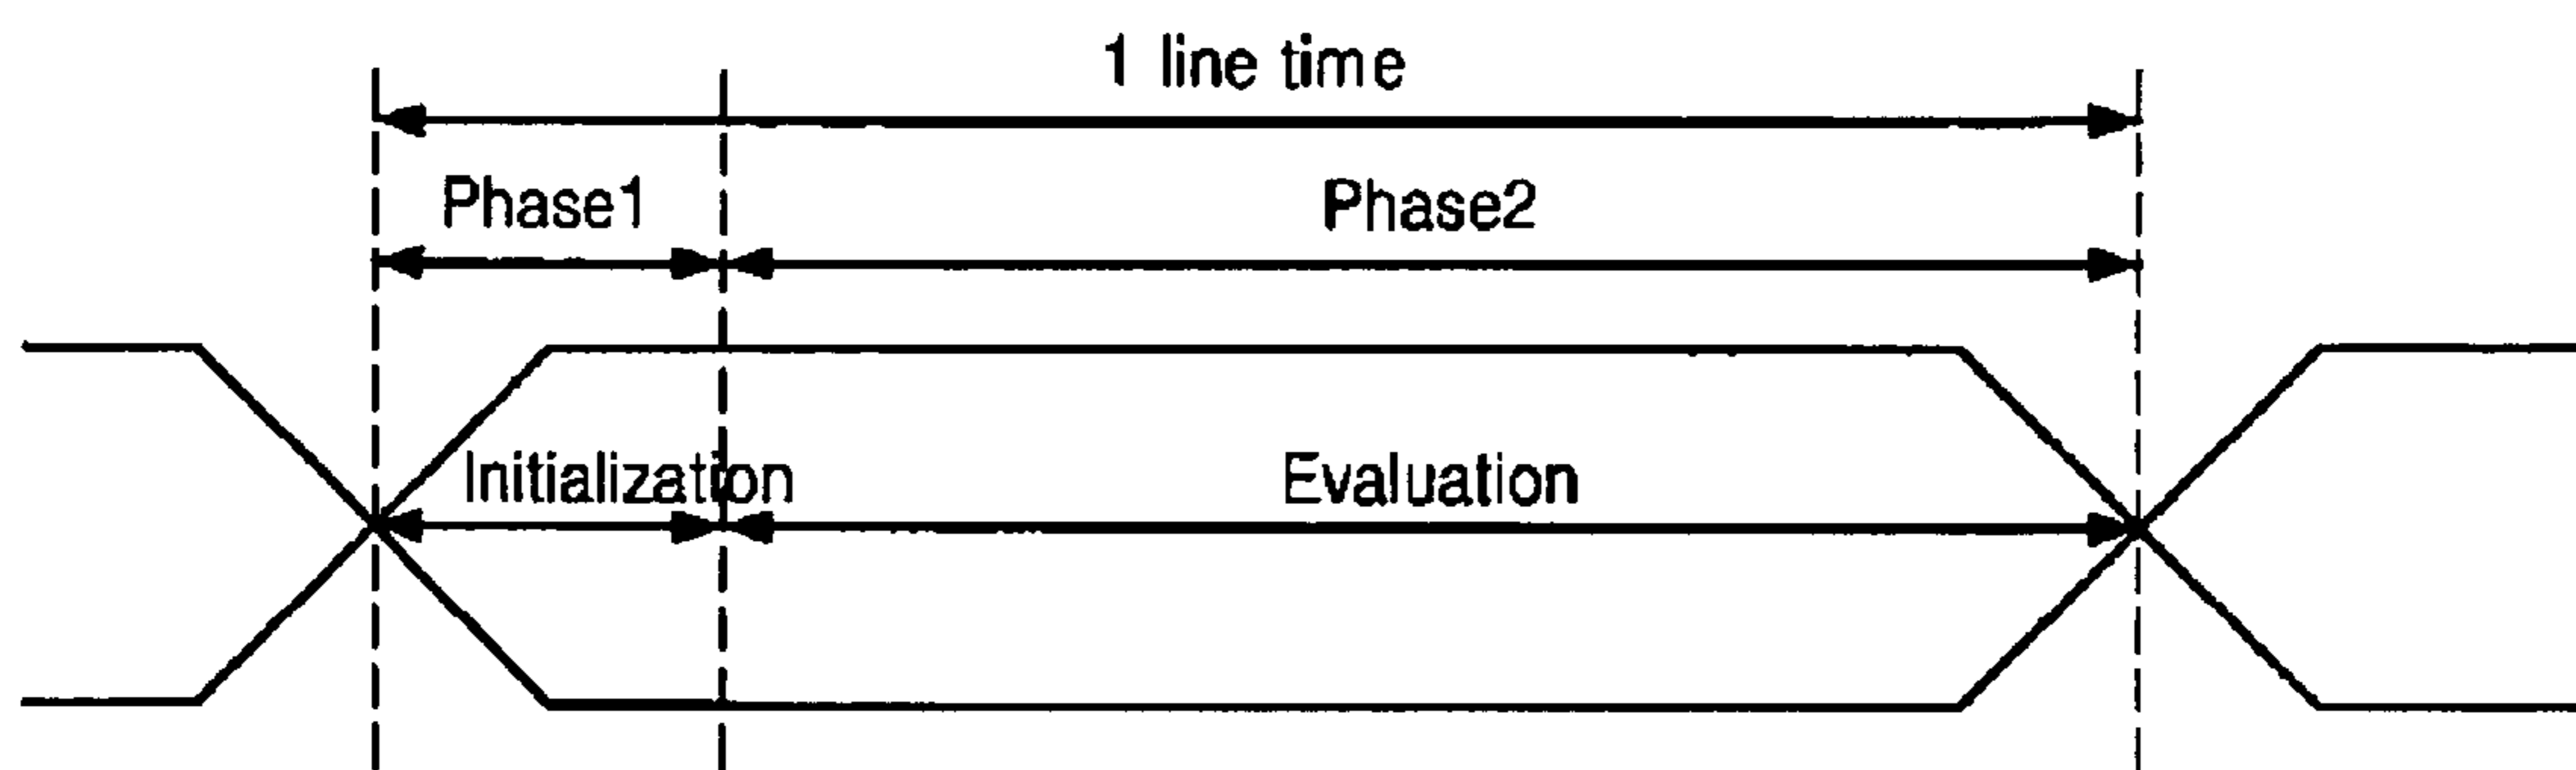 1 line time
Phase1
Phase2
Initialization
Evaluation